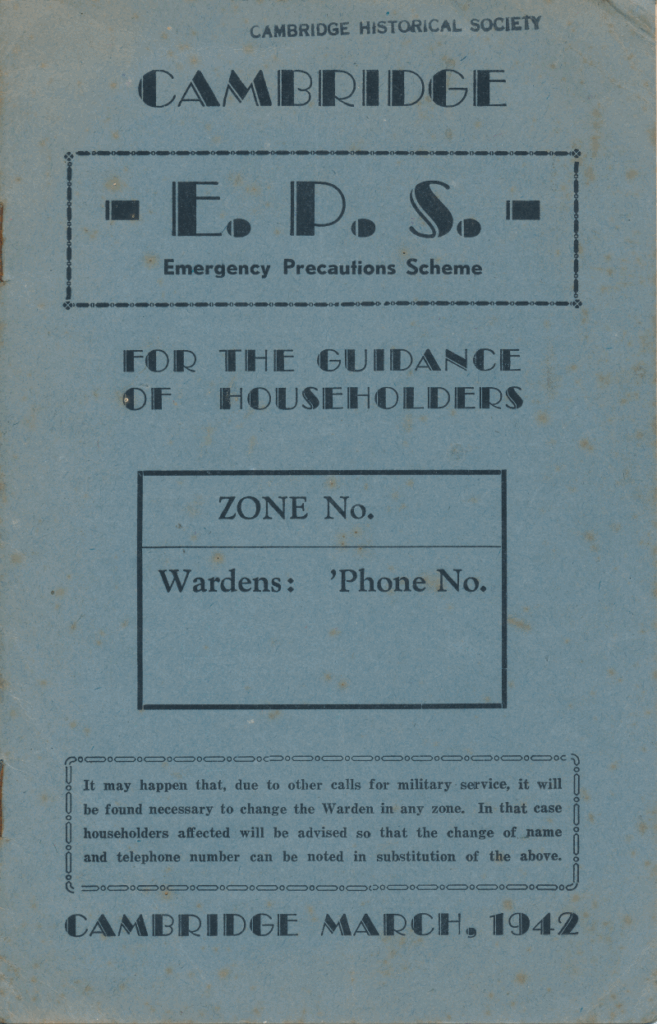 CAMBRIDGE HISTORICAL SOCIETY
CAMBRIDGE
- E. P. S. -
Emergency Precautions Scheme
FOR THE GUIDANCE
OF HOUSEHOLDERS
ZONE No.
Wardens: 'Phone No.
It may happen that, due to other calls for military service, it will
be found necessary to change the Warden in any zone. In that case
householders affected will be advised so that the change of name
and telephone number can be noted in substitution of the above.
CAMBRIDGE MARCH, 1942